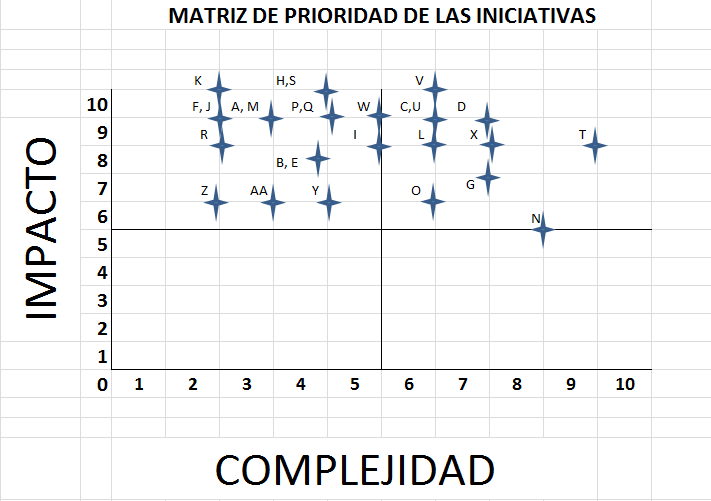 MATRIZ DE PRIORIDAD DE LAS INICIATIVAS
K H,S V
10 F, J A, M P,Q W C,U D
9 R I L X T
8 B, E
7 Z AA Y O G
6 N
5
4
3
2
1
0 1 2 3 4 5 6 7 8 9 10
IMPACTO
COMPLEJIDAD